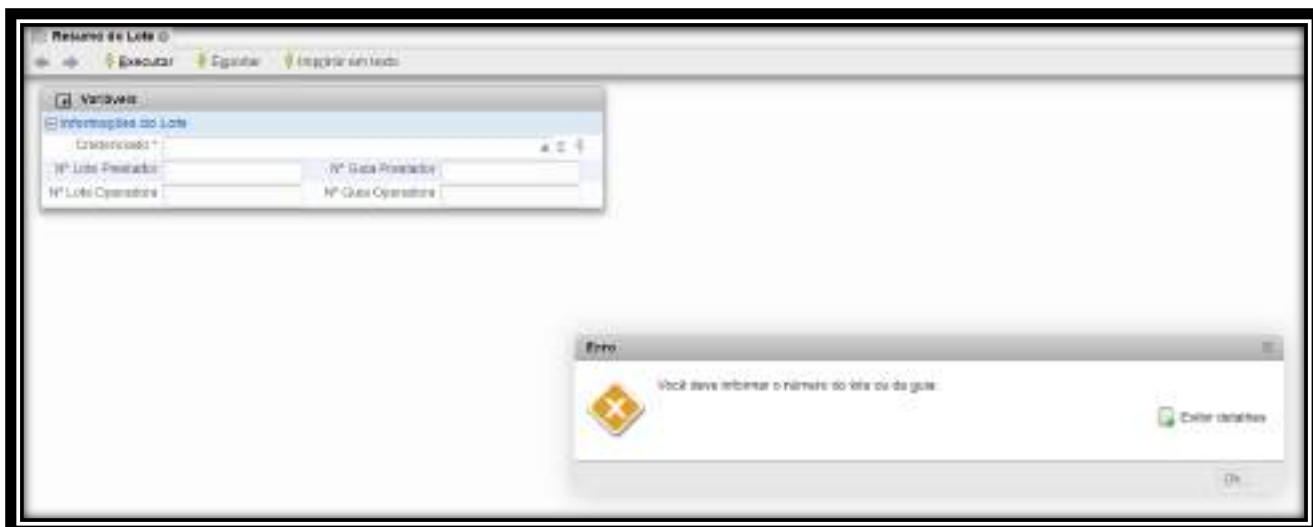 Resumo do Lote
Executar Exportar Imprimir em texto
Variáveis
Informações do Lote
Credenciado *
Nº Lote Prestador Nº Guia Prestador
Nº Lote Operadora Nº Guia Operadora
Erro
Você deve informar o número do lote ou da guia
Exibir detalhes
Ok